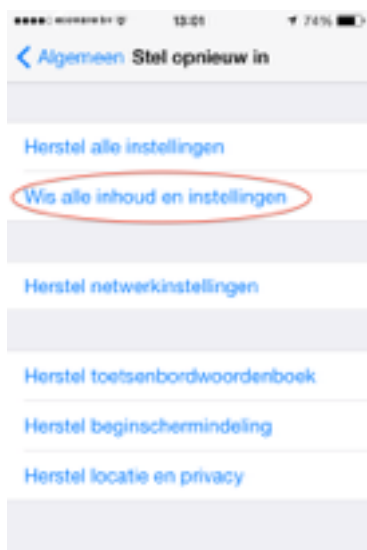 13:01 74%
Algemeen Stel opnieuw in
Herstel alle instellingen
Wis alle inhoud en instellingen
Herstel netwerkinstellingen
Herstel toetsenbordwoordenboek
Herstel beginschermindeling
Herstel locatie en privacy